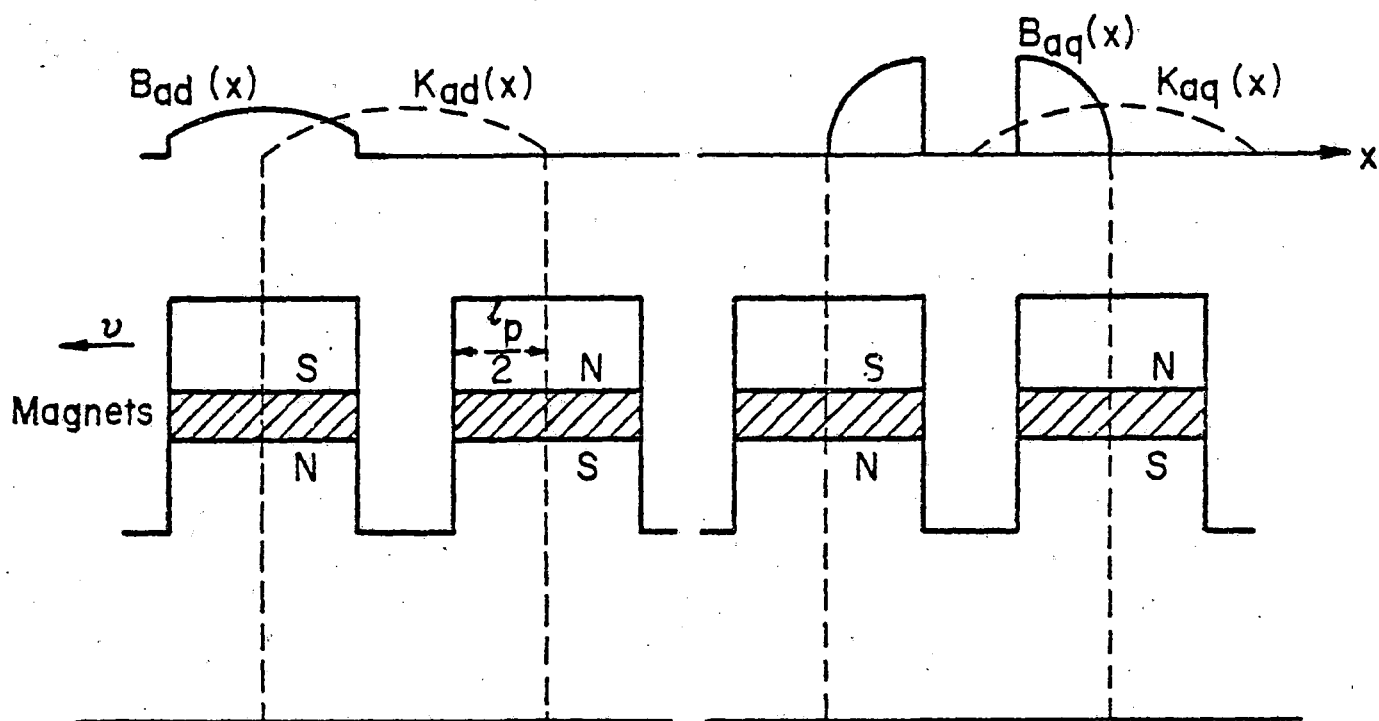 Bad (x)
Kad(x)
Baq(x)
Kaq (x)
x
υ
lp/2
S
N
S
N
Magnets
N
S
N
S